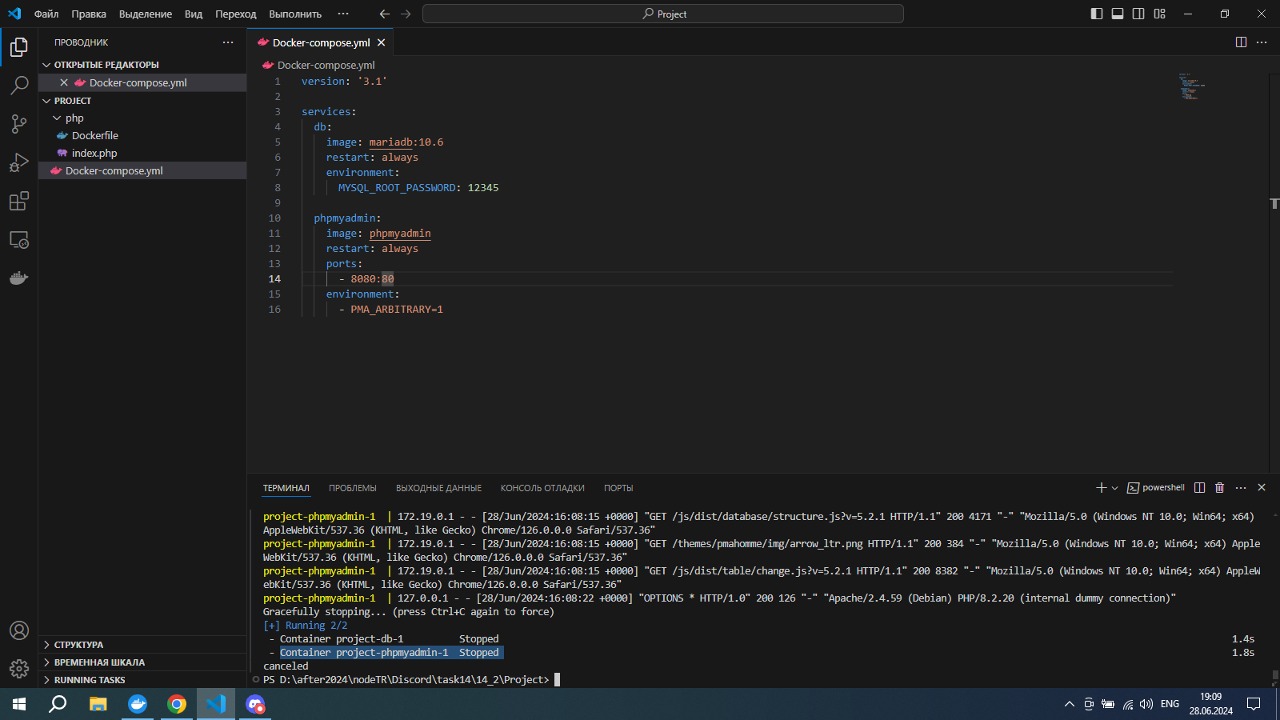 Файл Правка Выделение Вид Переход Выполнить ··· Project
ПРОВОДНИК ···
ОТКРЫТЫЕ РЕДАКТОРЫ
Docker-compose.yml
PROJECT
php
Dockerfile
index.php
Docker-compose.yml
СТРУКТУРА
ВРЕМЕННАЯ ШКАЛА
RUNNING TASKS
Docker-compose.yml
Docker-compose.yml
1 version: '3.1'
2
3 services:
4 db:
5 image: mariadb:10.6
6 restart: always
7 environment:
8 MYSQL_ROOT_PASSWORD: 12345
9
10 phpmyadmin:
11 image: phpmyadmin
12 restart: always
13 ports:
14 - 8080:80
15 environment:
16 - PMA_ARBITRARY=1
ТЕРМИНАЛ ПРОБЛЕМЫ ВЫХОДНЫЕ ДАННЫЕ КОНСОЛЬ ОТЛАДКИ ПОРТЫ powershell
project-phpmyadmin-1 | 172.19.0.1 - - [28/Jun/2024:16:08:15 +0000] "GET /js/dist/database/structure.js?v=5.2.1 HTTP/1.1" 200 4171 "-" "Mozilla/5.0 (Windows NT 10.0; Win64; x64)
AppleWebKit/537.36 (KHTML, like Gecko) Chrome/126.0.0.0 Safari/537.36"
project-phpmyadmin-1 | 172.19.0.1 - - [28/Jun/2024:16:08:15 +0000] "GET /themes/pmahomme/img/arrow_ltr.png HTTP/1.1" 200 384 "-" "Mozilla/5.0 (Windows NT 10.0; Win64; x64) Apple
WebKit/537.36 (KHTML, like Gecko) Chrome/126.0.0.0 Safari/537.36"
project-phpmyadmin-1 | 172.19.0.1 - - [28/Jun/2024:16:08:15 +0000] "GET /js/dist/table/change.js?v=5.2.1 HTTP/1.1" 200 8382 "-" "Mozilla/5.0 (Windows NT 10.0; Win64; x64) AppleW
ebKit/537.36 (KHTML, like Gecko) Chrome/126.0.0.0 Safari/537.36"
project-phpmyadmin-1 | 127.0.0.1 - - [28/Jun/2024:16:08:22 +0000] "OPTIONS * HTTP/1.0" 200 126 "-" "Apache/2.4.59 (Debian) PHP/8.2.20 (internal dummy connection)"
Gracefully stopping... (press Ctrl+C again to force)
[+] Running 2/2
- Container project-db-1 Stopped 1.4s
- Container project-phpmyadmin-1 Stopped 1.8s
canceled
PS D:\after2024\nodeTR\Discord\task14\14_2\Project>
ENG
19:09
28.06.2024